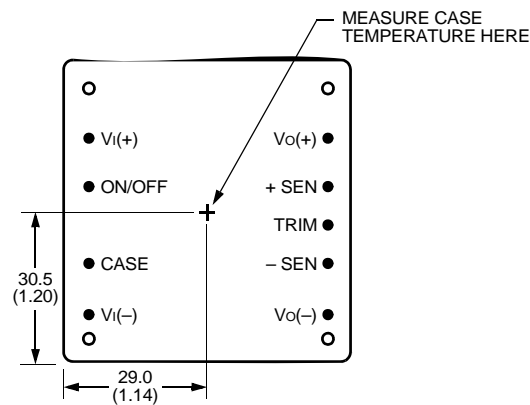 MEASURE CASE
TEMPERATURE HERE
VI(+)
VO(+)
ON/OFF
+ SEN
TRIM
CASE
– SEN
30.5
(1.20)
VI(–)
VO(–)
29.0
(1.14)